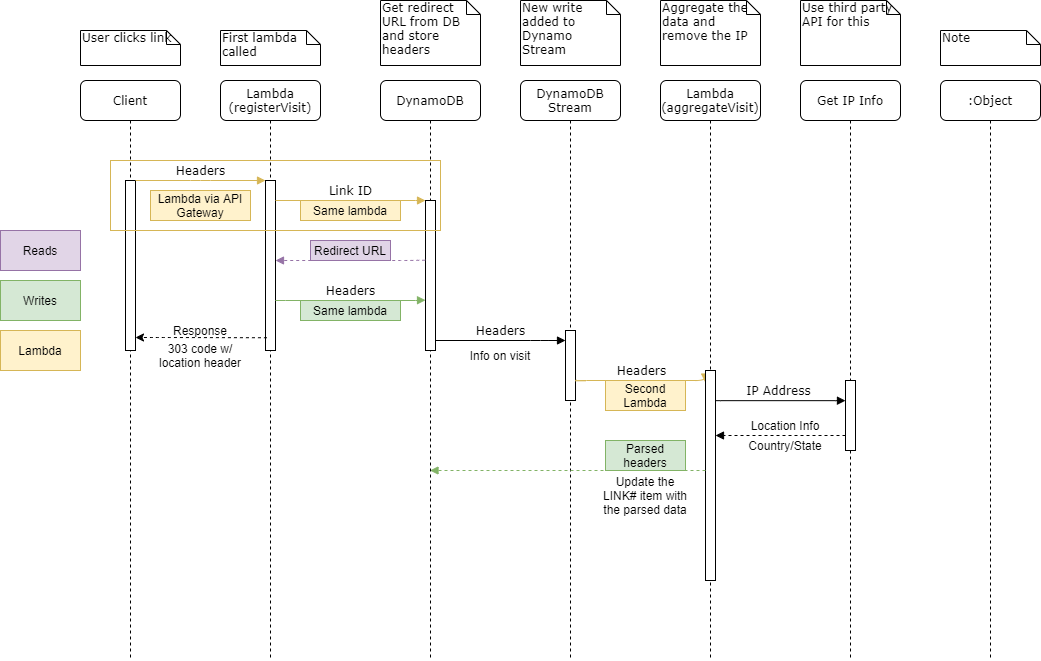 User clicks link
First lambda
called
Get redirect
URL from DB
and store
headers
New write
added to
Dynamo
Stream
Aggregate the
data and
remove the IP
Use third party
API for this
Note
Client
Lambda
(registerVisit)
DynamoDB
DynamoDB
Stream
Lambda
(aggregateVisit)
Get IP Info
:Object
Headers
Lambda via API
Gateway
Link ID
Same lambda
Reads
Redirect URL
Writes
Headers
Same lambda
Lambda
Response
303 code w/
location header
Headers
Info on visit
Headers
Second
Lambda
IP Address
Location Info
Country/State
Parsed
headers
Update the
LINK# item with
the parsed data